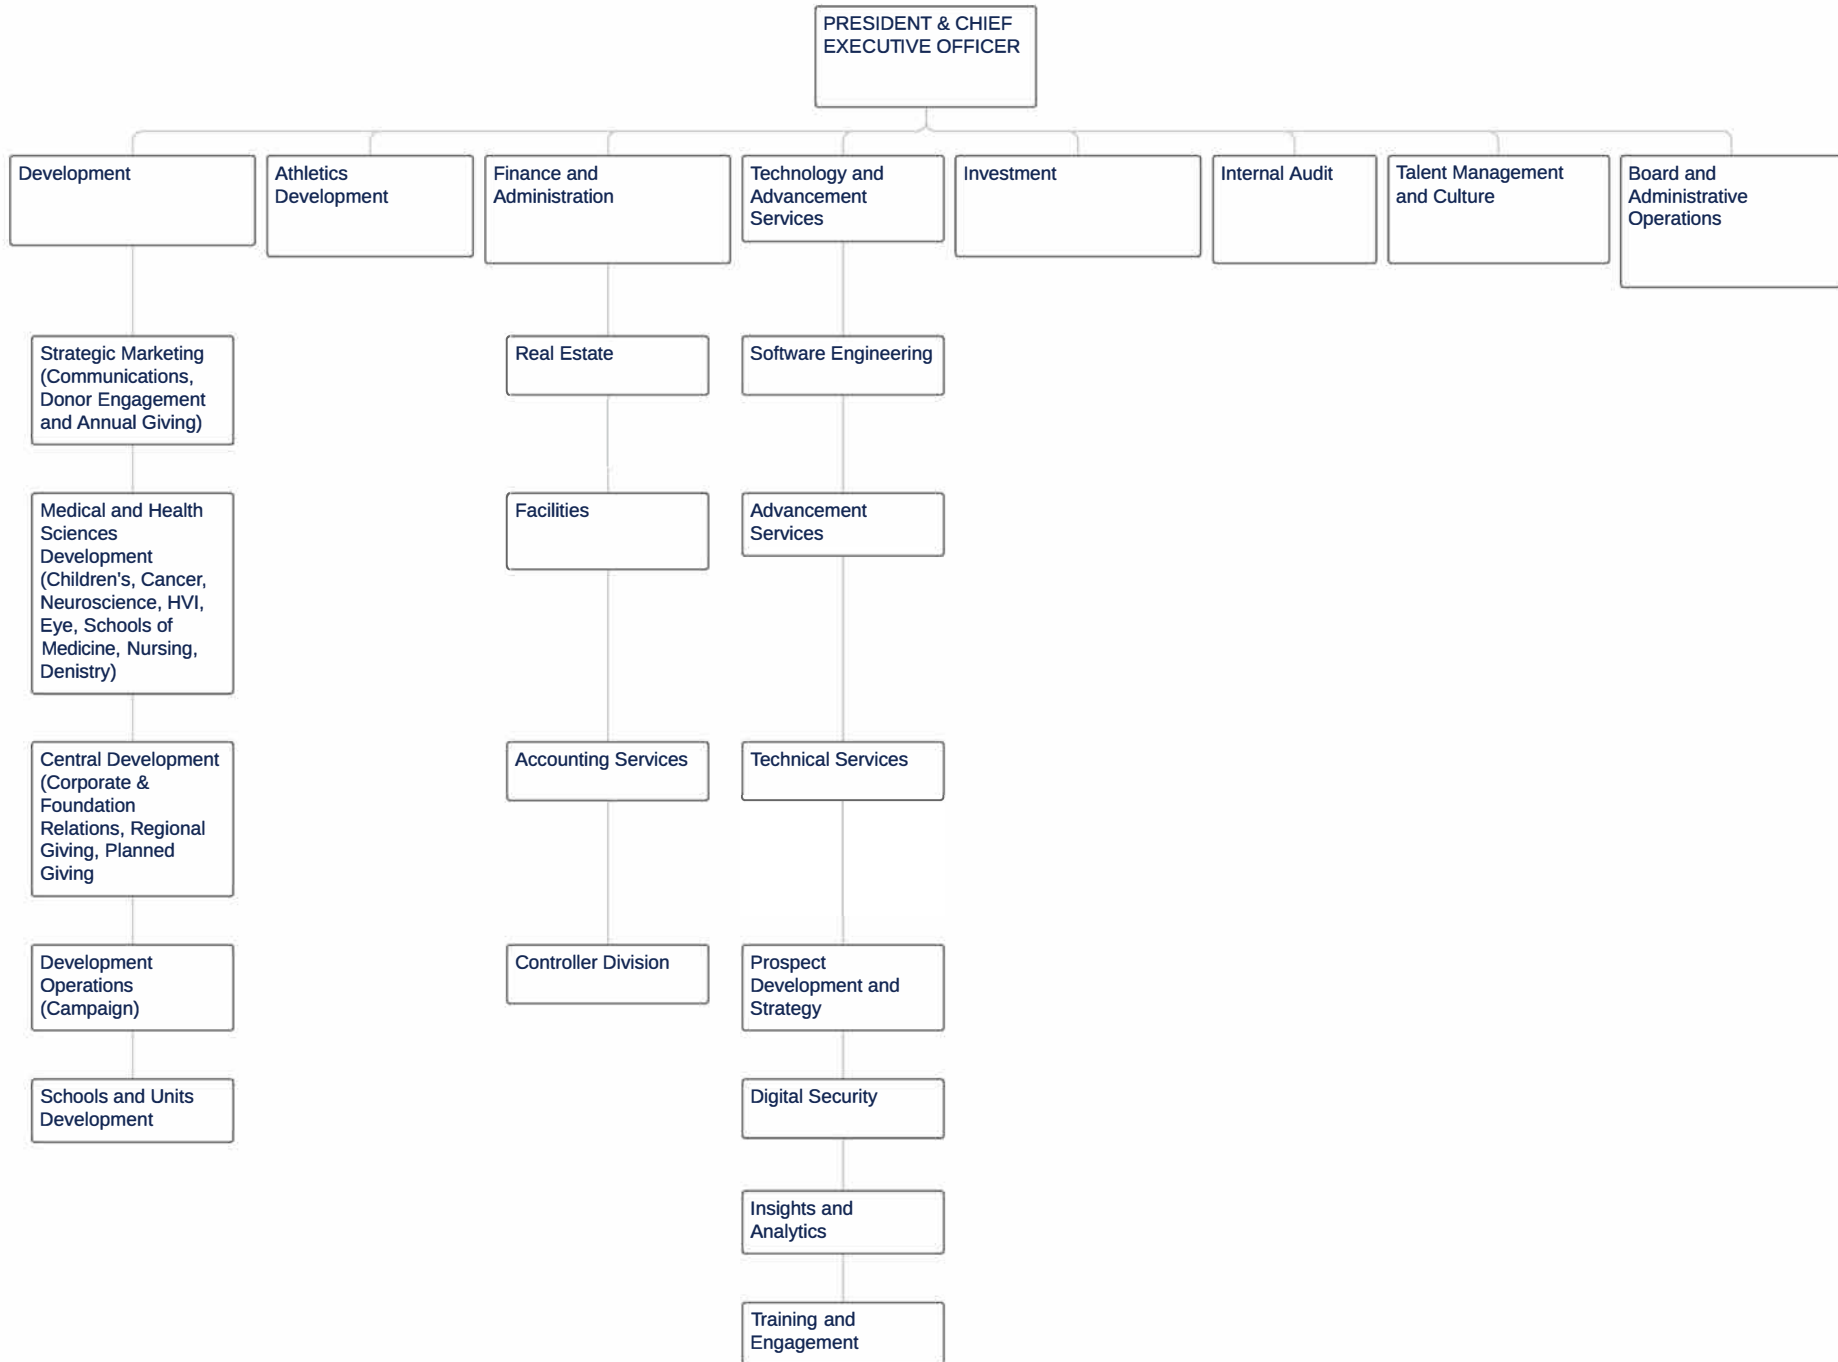 PRESIDENT & CHIEF
EXECUTIVE OFFICER
Development
Athletics
Development
Finance and
Administration
Technology and
Advancement
Services
Investment
Internal Audit
Talent Management
and Culture
Board and
Administrative
Operations
Strategic Marketing
(Communications,
Donor Engagement
and Annual Giving)
Real Estate
Software Engineering
Medical and Health
Sciences
Development
(Children's, Cancer,
Neuroscience, HVI,
Eye, Schools of
Medicine, Nursing,
Denistry)
Facilities
Advancement
Services
Central Development
(Corporate &
Foundation
Relations, Regional
Giving, Planned
Giving
Accounting Services
Technical Services
Development
Operations
(Campaign)
Controller Division
Prospect
Development and
Strategy
Schools and Units
Development
Digital Security
Insights and
Analytics
Training and
Engagement